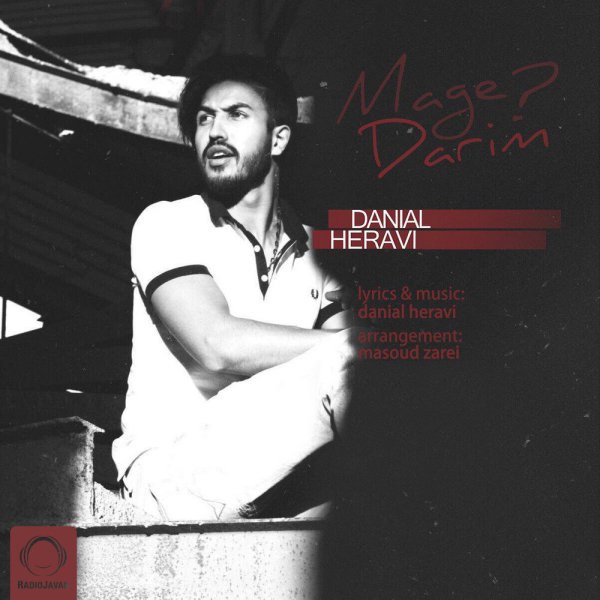 Mage?
Darim
DANIAL
HERAVI
lyrics & music:
danial heravi
arrangement:
masoud zarei
RADIOJAVAN